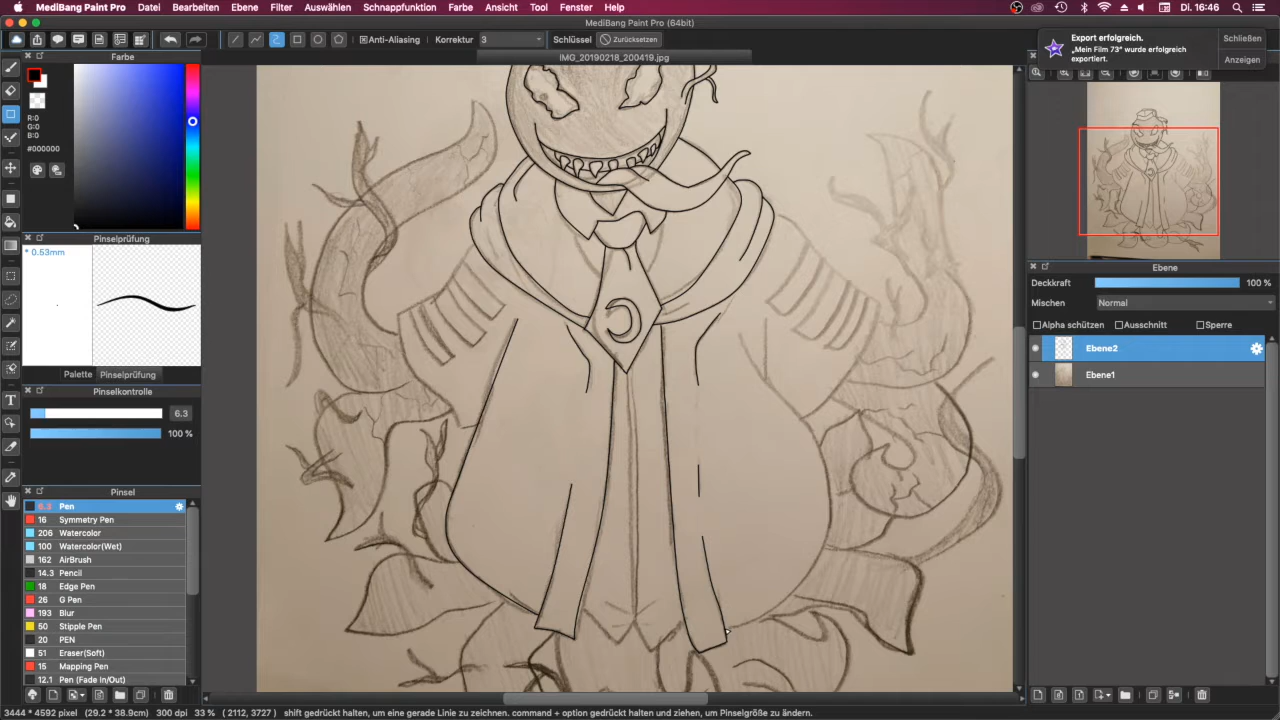 MediBang Paint Pro Datei Bearbeiten Ebene Filter Auswählen Schnappfunktion Farbe Ansicht Tool Fenster Help Di. 16:46
MediBang Paint Pro (64bit)
Anti-Aliasing Korrektur 3 Schlüssel Zurücksetzen
Export erfolgreich.
„Mein Film 73“ wurde erfolgreich
exportiert.
Schließen
Anzeigen
Farbe
IMG_20190218_200419.jpg
R:0
G:0
B:0
#000000
Pinselprüfung
* 0.53mm
Palette Pinselprüfung
Pinselkontrolle
6.3
100 %
Pinsel
6.3 Pen
16 Symmetry Pen
206 Watercolor
100 Watercolor(Wet)
162 AirBrush
14.3 Pencil
18 Edge Pen
26 G Pen
193 Blur
50 Stipple Pen
20 PEN
51 Eraser(Soft)
15 Mapping Pen
12.1 Pen (Fade In/Out)
Ebene
Deckkraft 100 %
Mischen Normal
Alpha schützen Ausschnitt Sperre
Ebene2
Ebene1
3444 * 4592 pixel (29.2 * 38.9cm) 300 dpi 33 % ( 2112, 3727 ) shift gedrückt halten, um eine gerade Linie zu zeichnen. command + option gedrückt halten und ziehen, um Pinselgröße zu ändern.